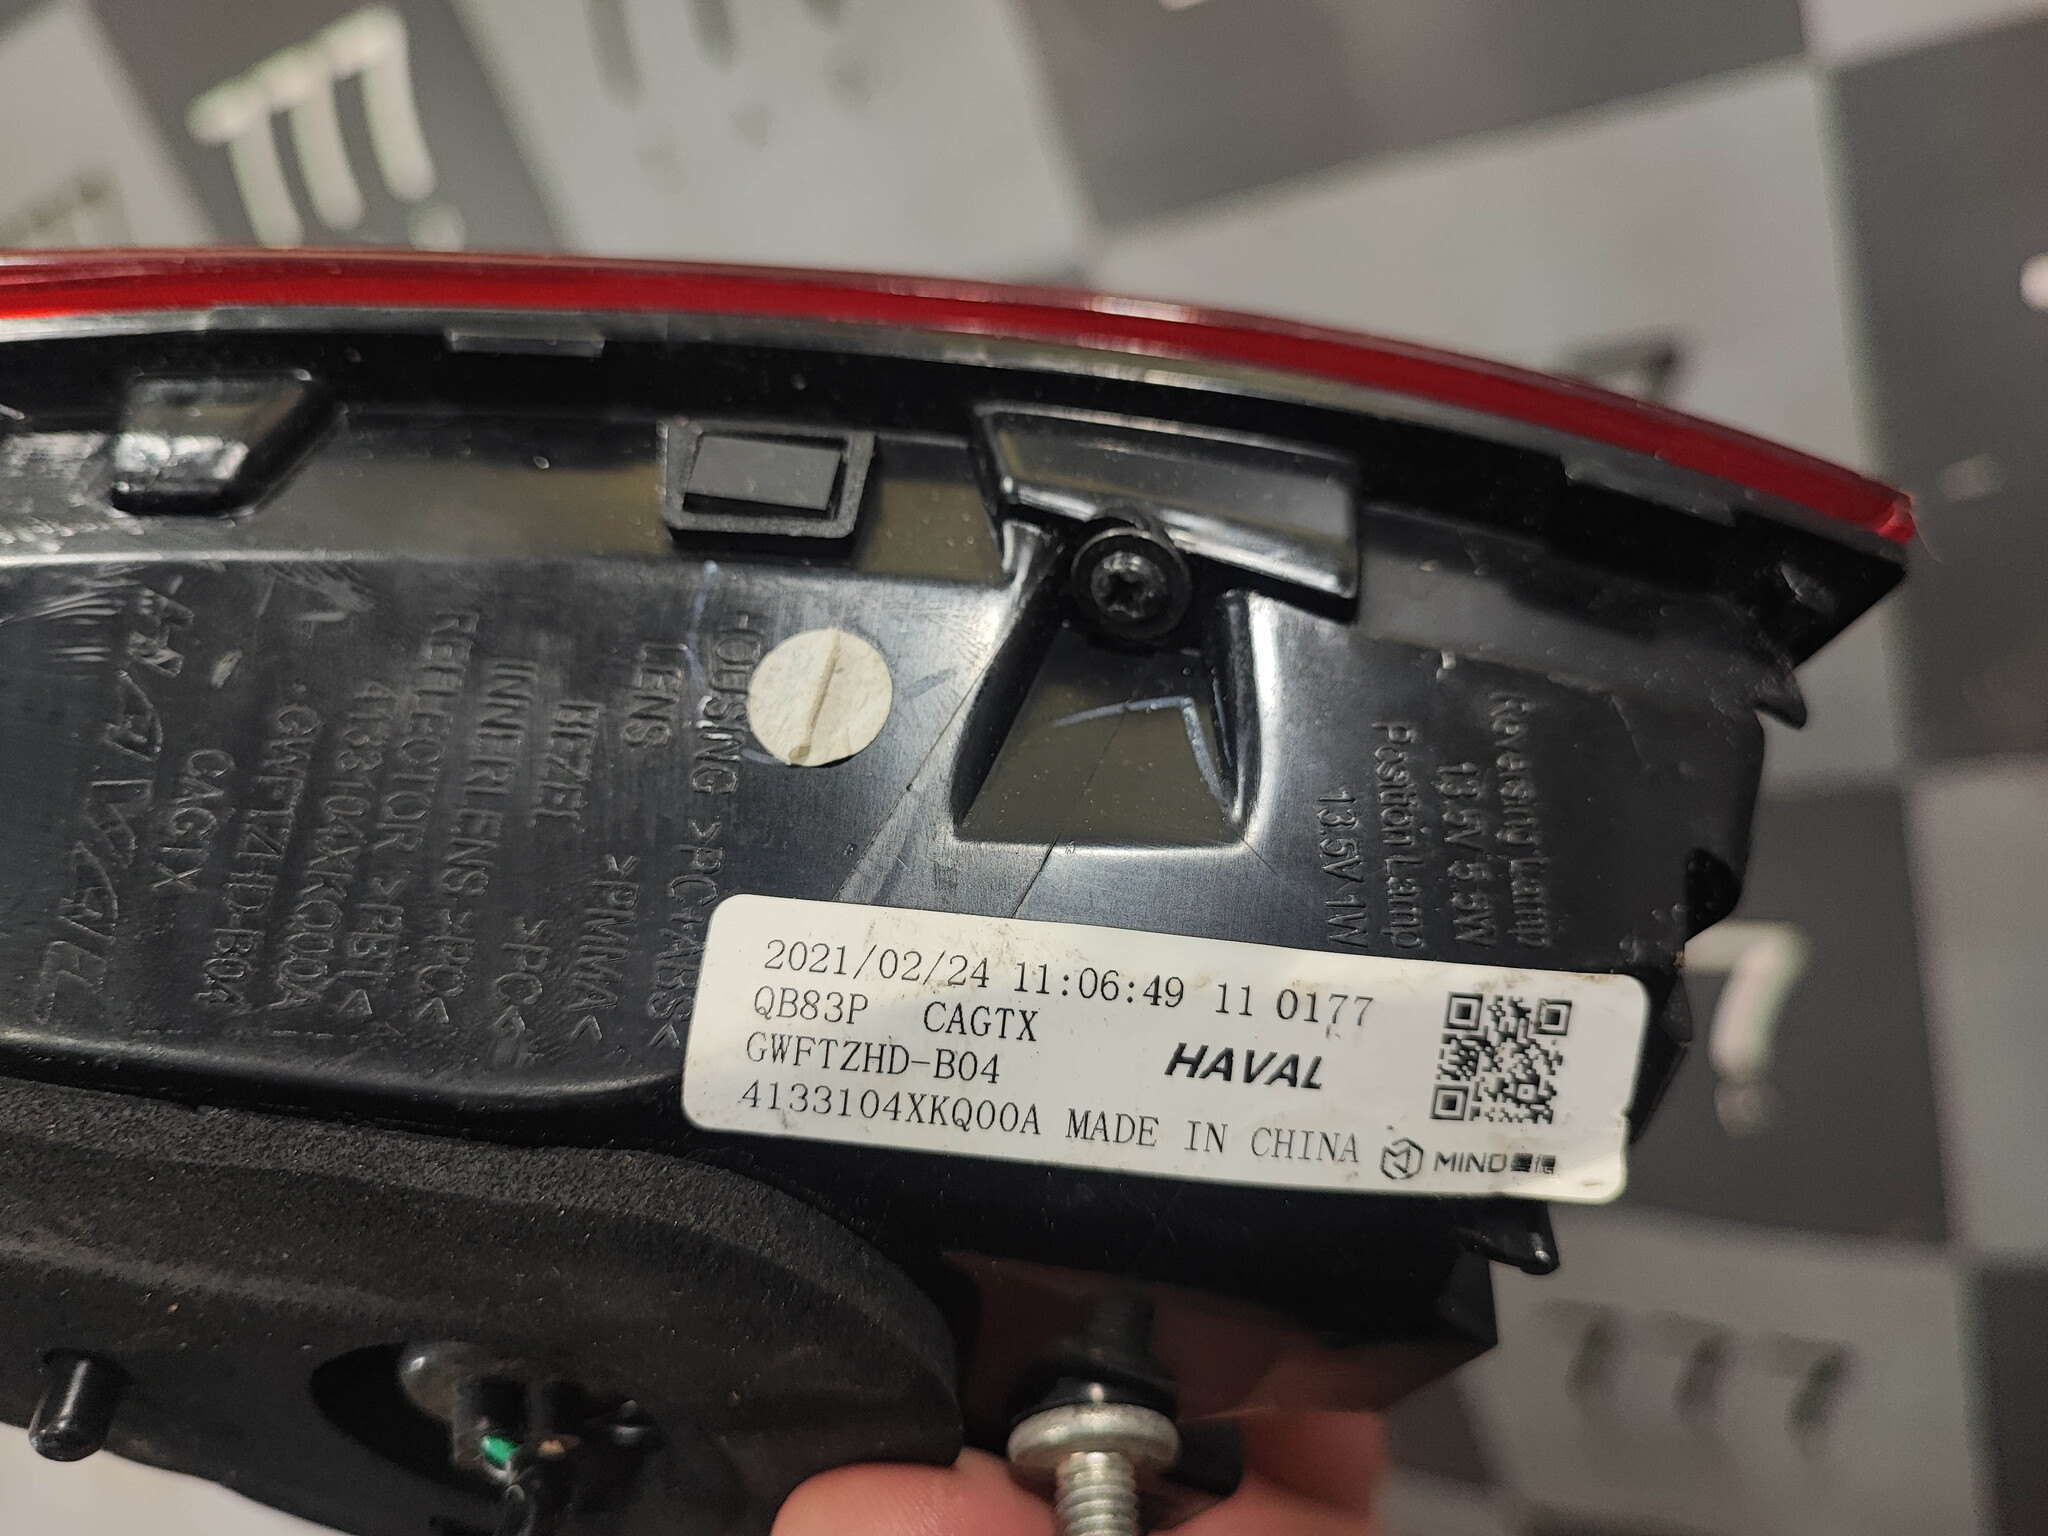 HOUSING >PC+ABS<
LENS >PMMA<
BEZEL >PC<
INNERLENS >PC<
REFLECTOR >PBT<
4133104XKQ00A
GWFTZHD-B04
CAGTX
HAVAL
Reversing Lamp
13.5V 5.5W
Position Lamp
13.5V 1W
2021/02/24 11:06:49 11 0177
QB83P CAGTX
GWFTZHD-B04
HAVAL
4133104XKQ00A MADE IN CHINA
MIND